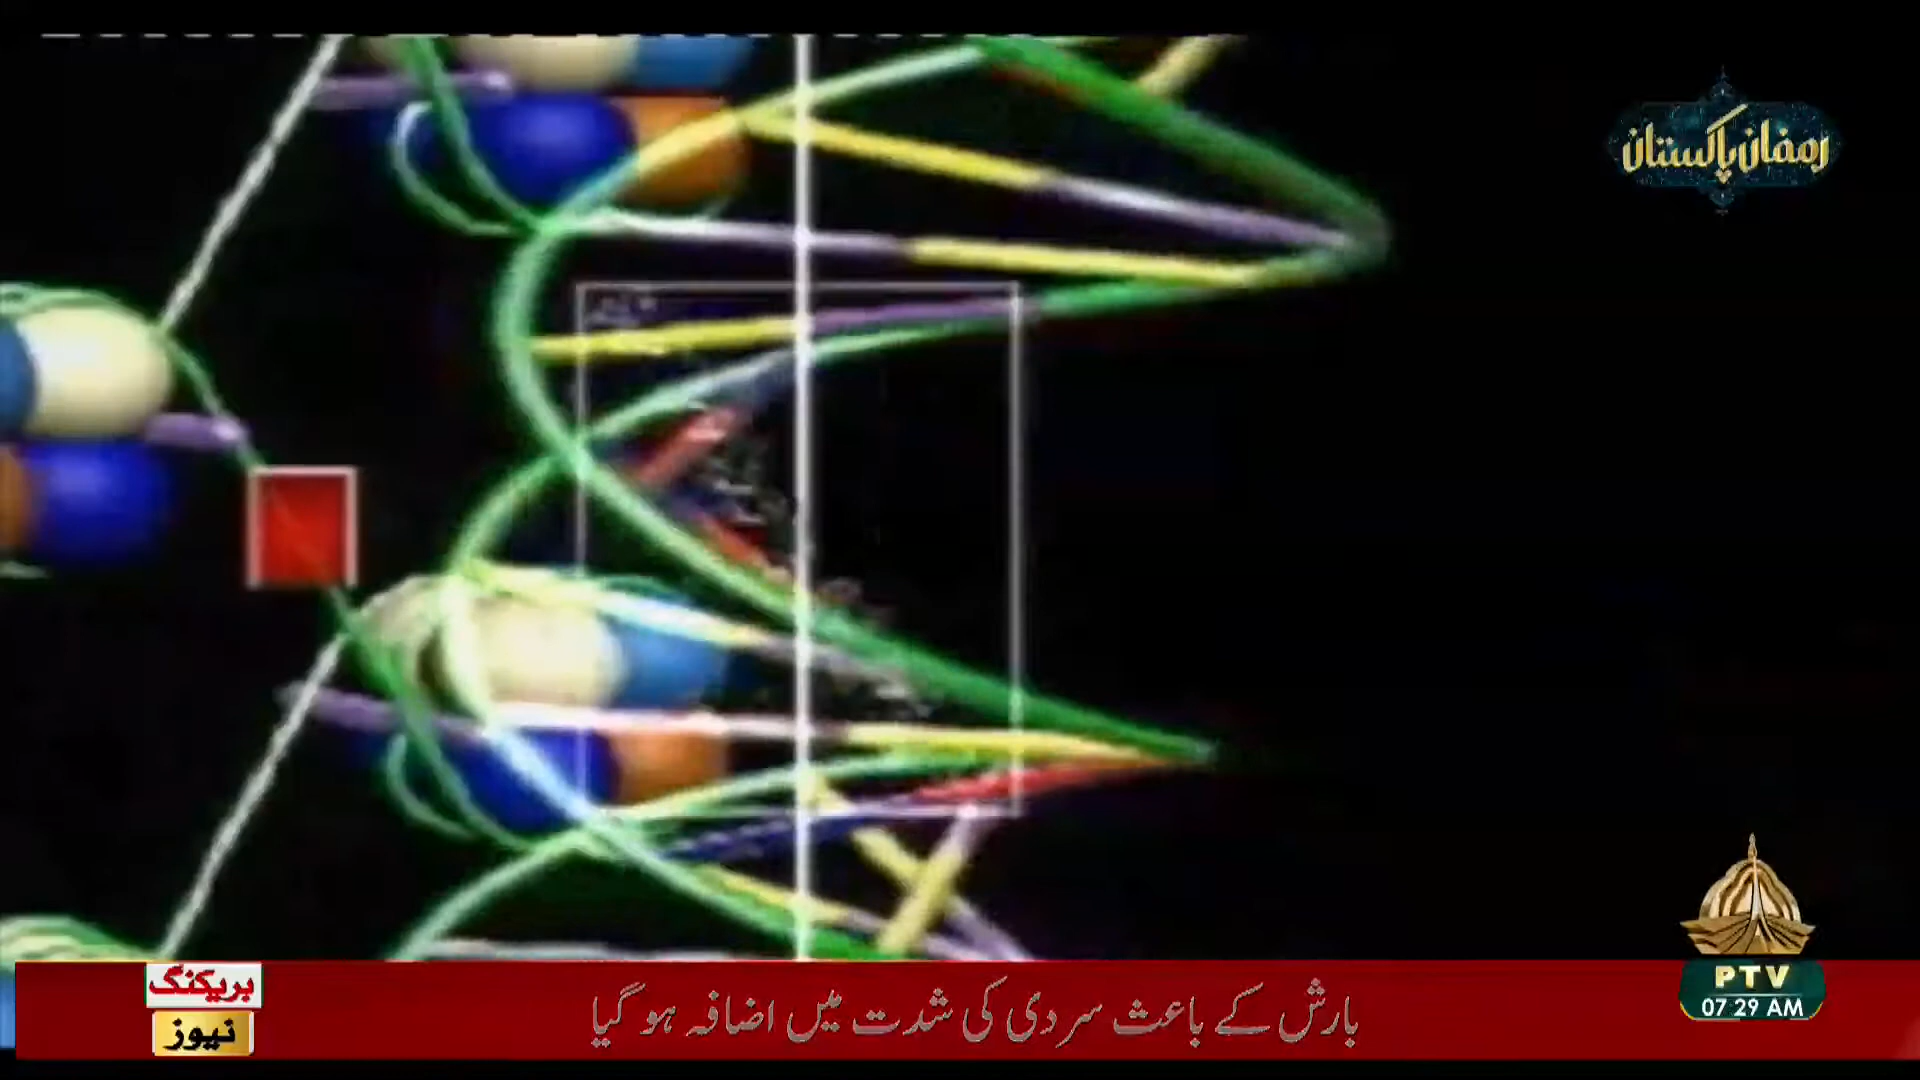 رمضان پاکستان
بریکنگ
نیوز
بارش کے باعث سردی کی شدت میں اضافہ ہو گیا
PTV
07:29 AM